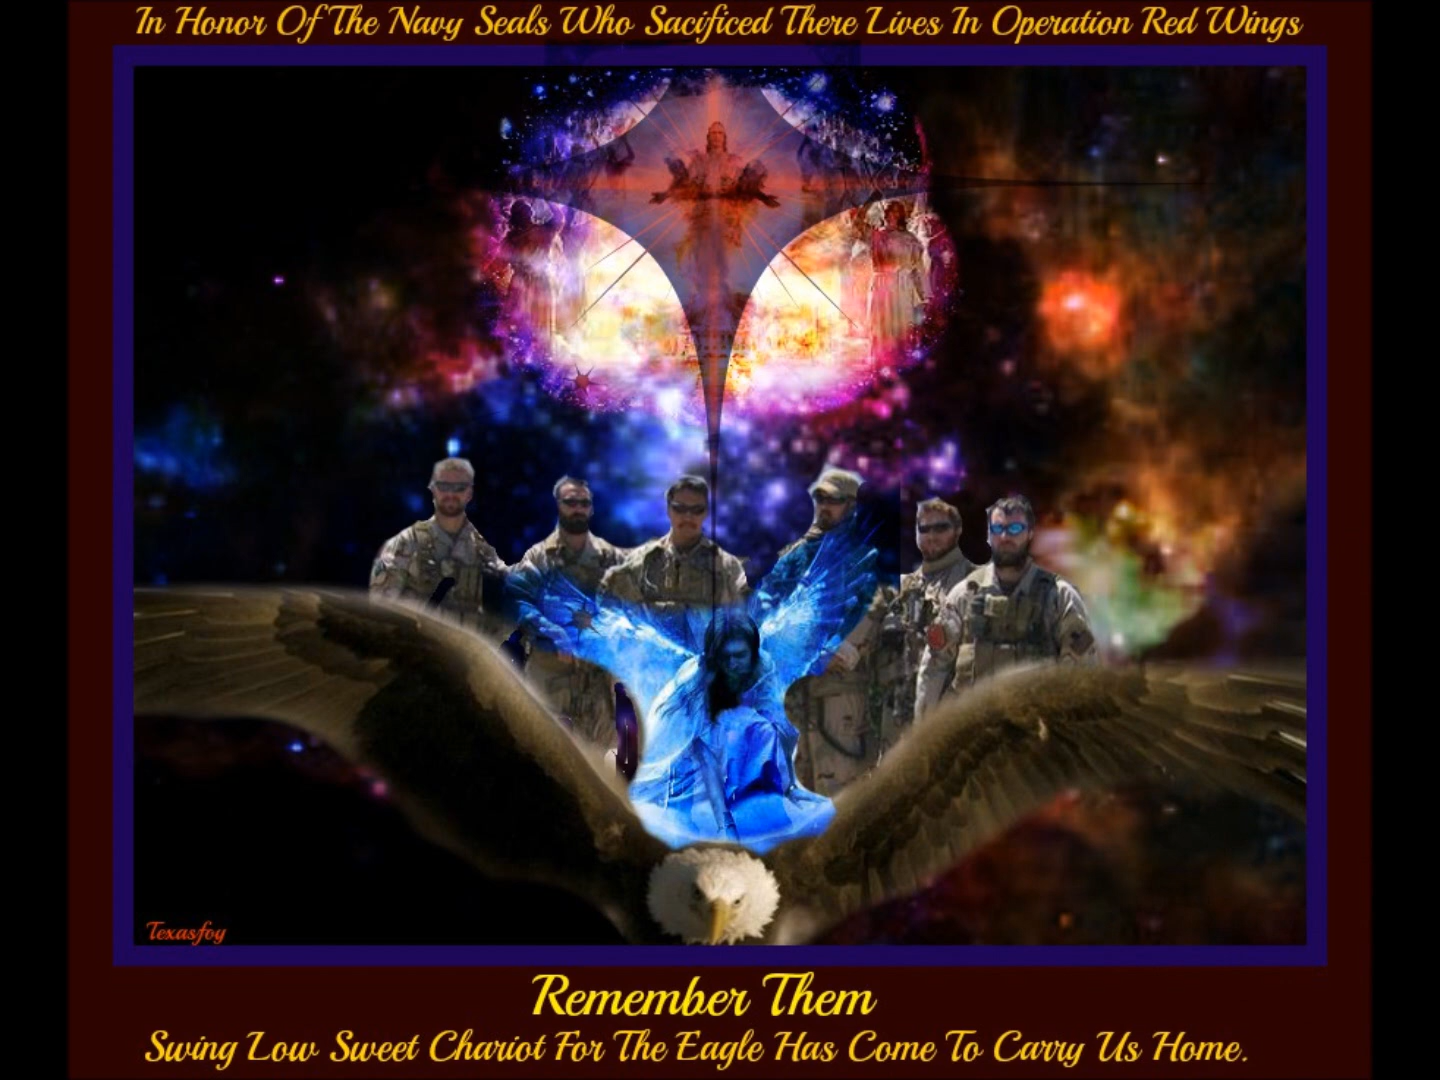 In Honor Of The Navy Seals Who Sacificed There Lives In Operation Red Wings
Texasfoy
Remember Them
Swing Low Sweet Chariot For The Eagle Has Come To Carry Us Home.